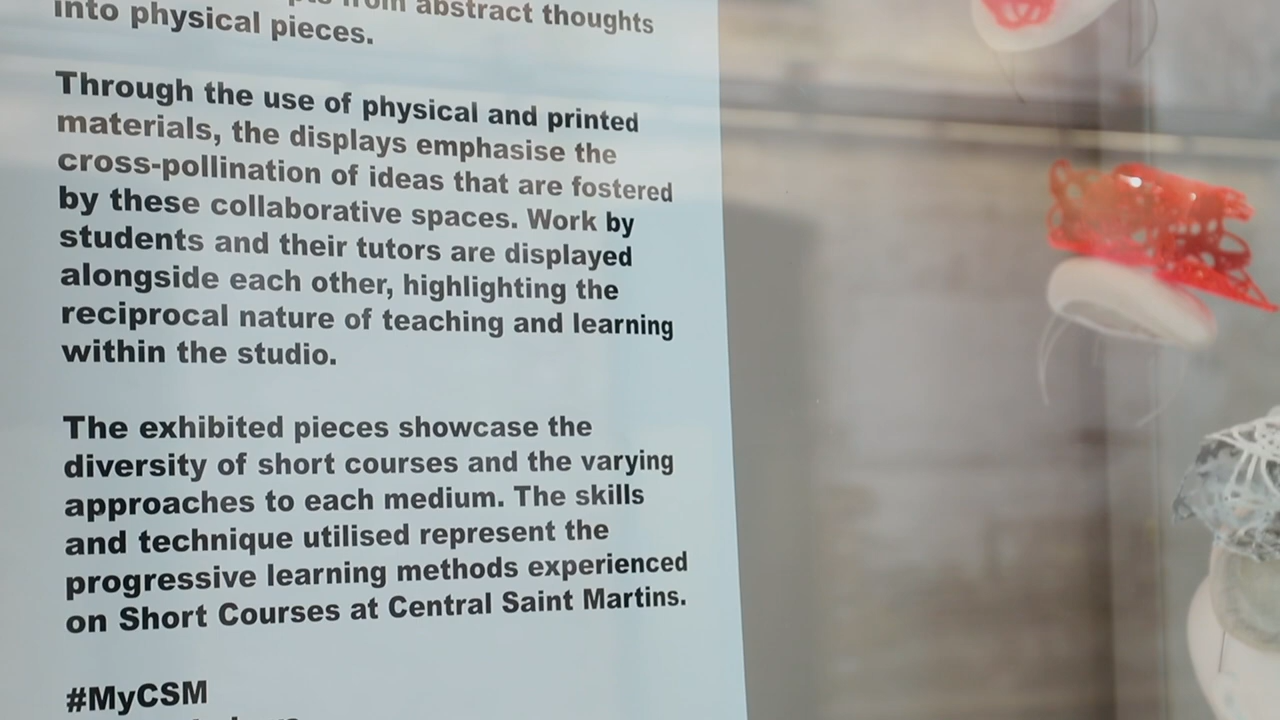 from abstract thoughts
into physical pieces.
Through the use of physical and printed
materials, the displays emphasise the
cross-pollination of ideas that are fostered
by these collaborative spaces. Work by
students and their tutors are displayed
alongside each other, highlighting the
reciprocal nature of teaching and learning
within the studio.
The exhibited pieces showcase the
diversity of short courses and the varying
approaches to each medium. The skills
and technique utilised represent the
progressive learning methods experienced
on Short Courses at Central Saint Martins.
#MyCSM